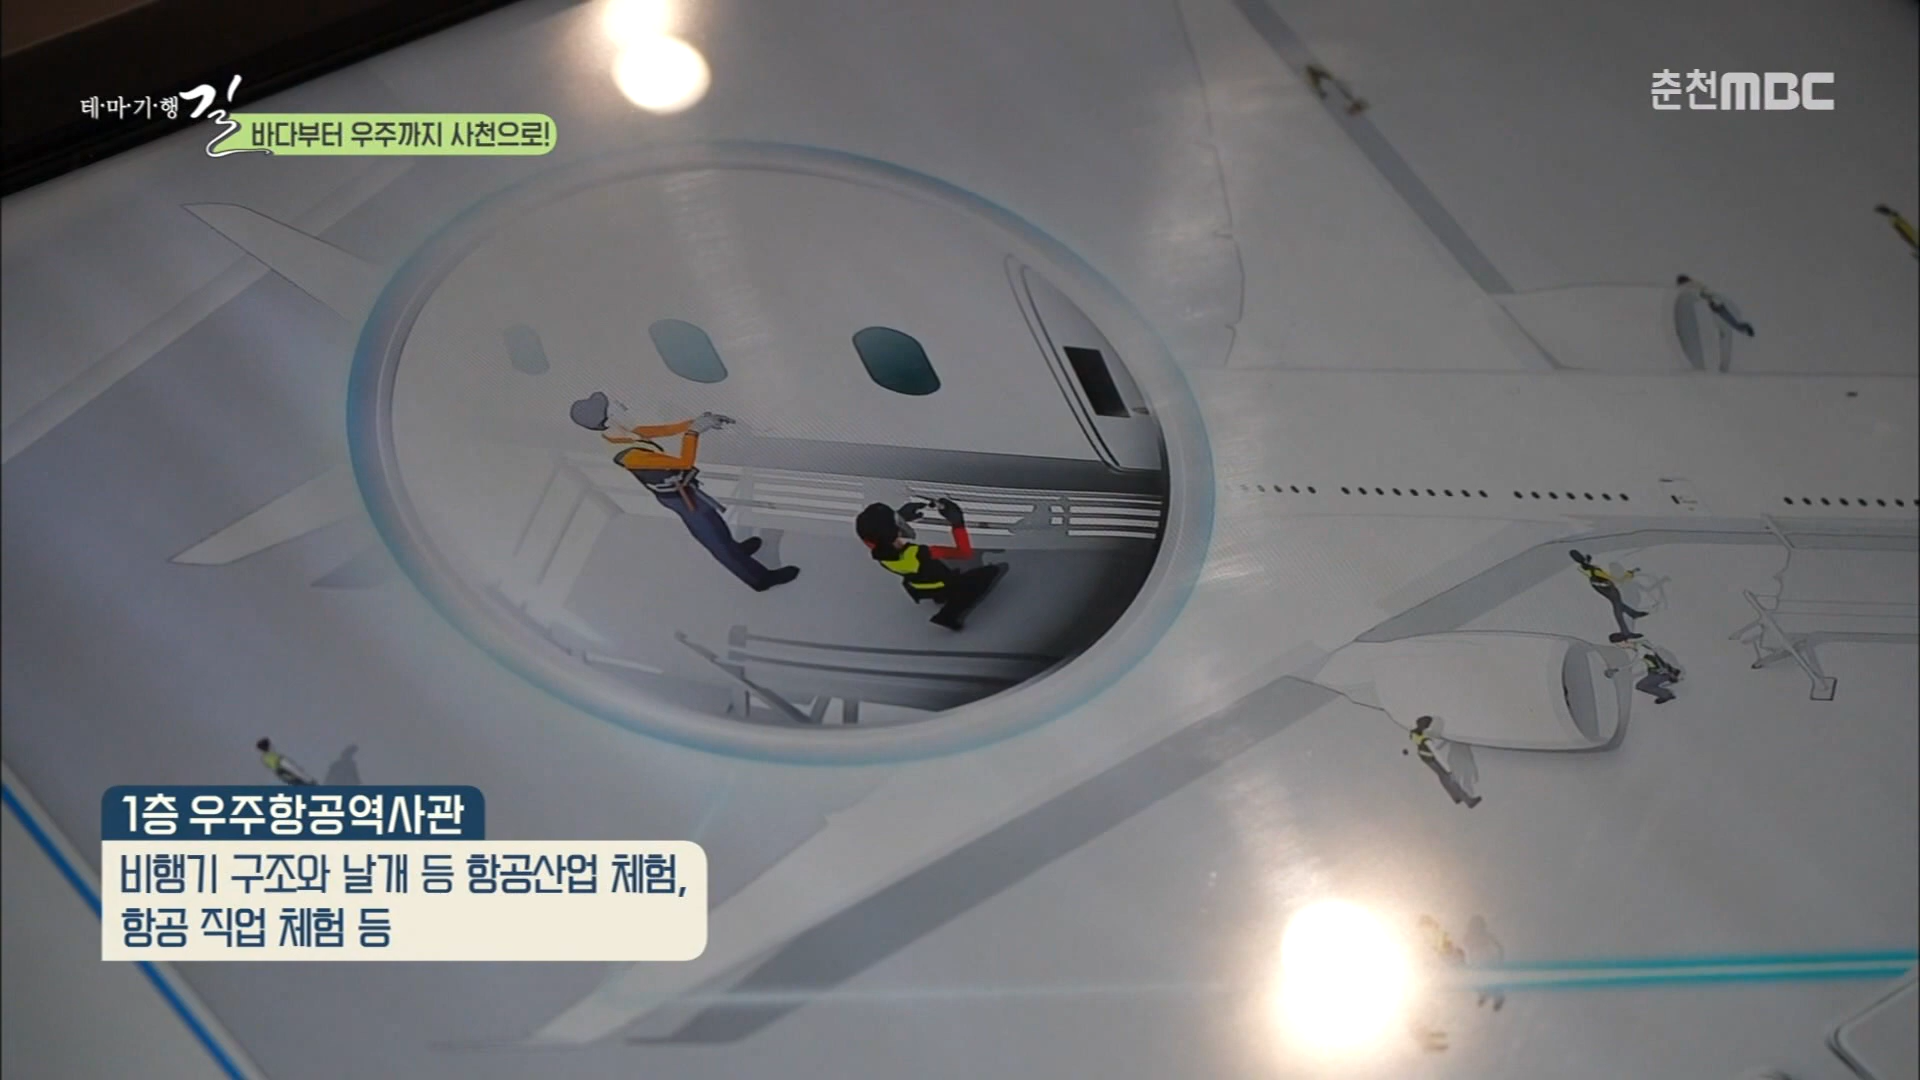 테·마·기·행 길
바다부터 우주까지 사천으로!
춘천MBC
1층 우주항공역사관
비행기 구조와 날개 등 항공산업 체험,
항공 직업 체험 등